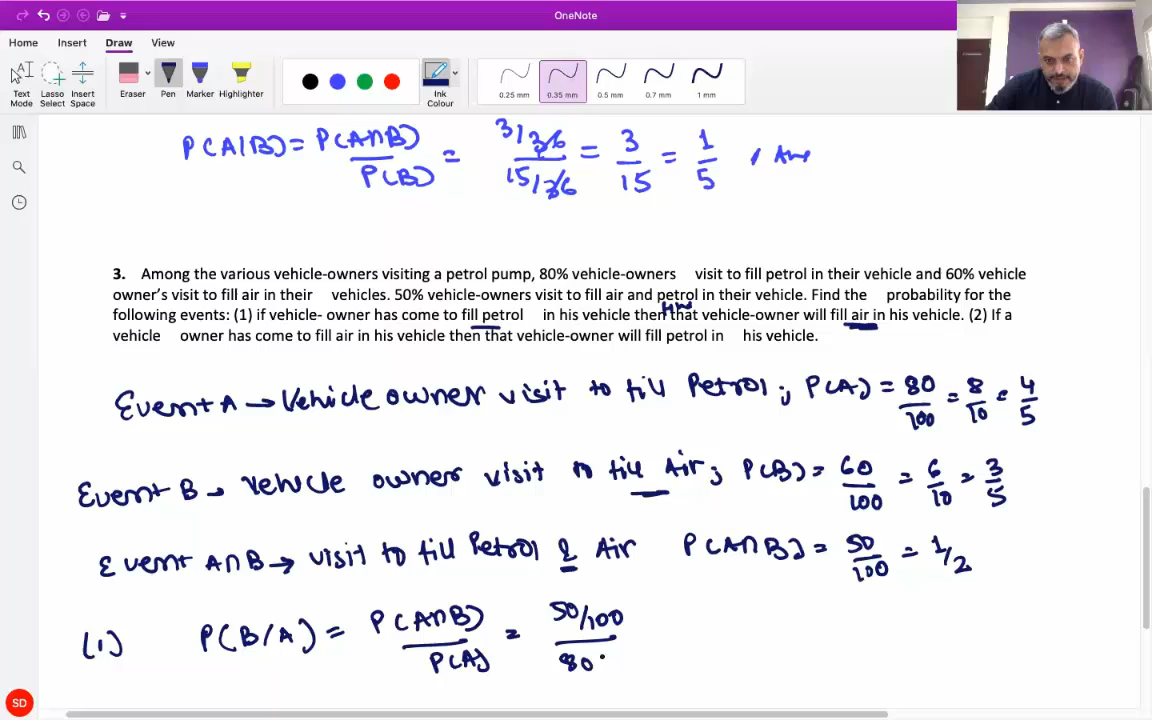 OneNote
Home Insert Draw View
Text Mode Lasso Select Insert Space Eraser Pen Marker Highlighter Ink Colour 0.25 mm 0.35 mm 0.5 mm 0.7 mm 1 mm
P(A|B) = P(A∩B) / P(B) = 3/36 / 15/36 = 3/15 = 1/5 , Ans
3. Among the various vehicle-owners visiting a petrol pump, 80% vehicle-owners visit to fill petrol in their vehicle and 60% vehicle
owner's visit to fill air in their vehicles. 50% vehicle-owners visit to fill air and petrol in their vehicle. Find the probability for the
following events: (1) if vehicle- owner has come to fill petrol in his vehicle then that vehicle-owner will fill air in his vehicle. (2) If a
vehicle owner has come to fill air in his vehicle then that vehicle-owner will fill petrol in his vehicle.
Event A → Vehicle owner visit to fill Petrol ; P(A) = 80/100 = 8/10 = 4/5
Event B → Vehicle owner visit to fill Air ; P(B) = 60/100 = 6/10 = 3/5
Event A∩B → visit to fill Petrol & Air P(A∩B) = 50/100 = 1/2
(1) P(B/A) = P(A∩B) / P(A) = 50/100 / 80
SD